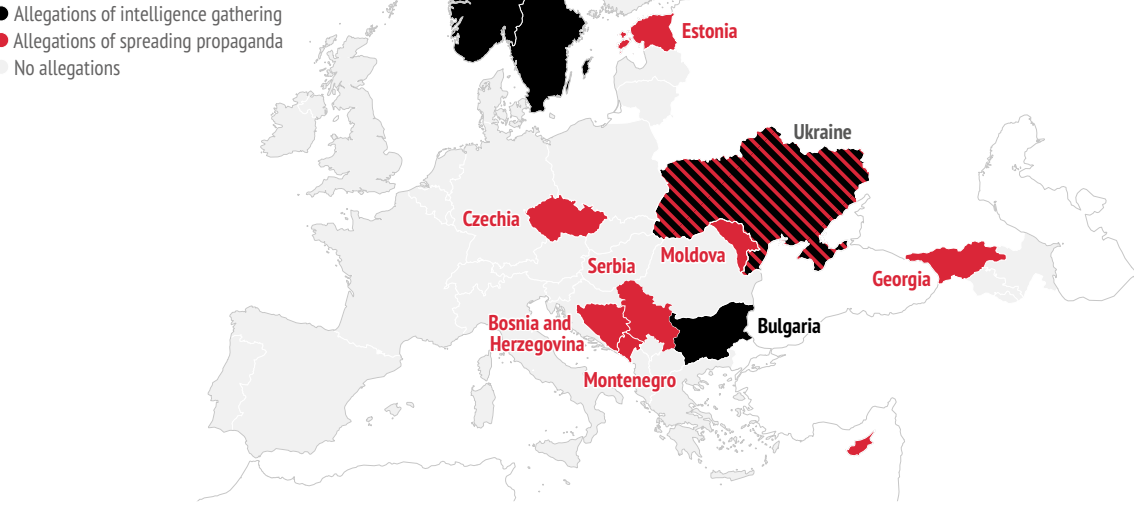 Allegations of intelligence gathering
Allegations of spreading propaganda
No allegations
Estonia
Ukraine
Czechia
Moldova
Serbia
Georgia
Bosnia and
Herzegovina
Bulgaria
Montenegro